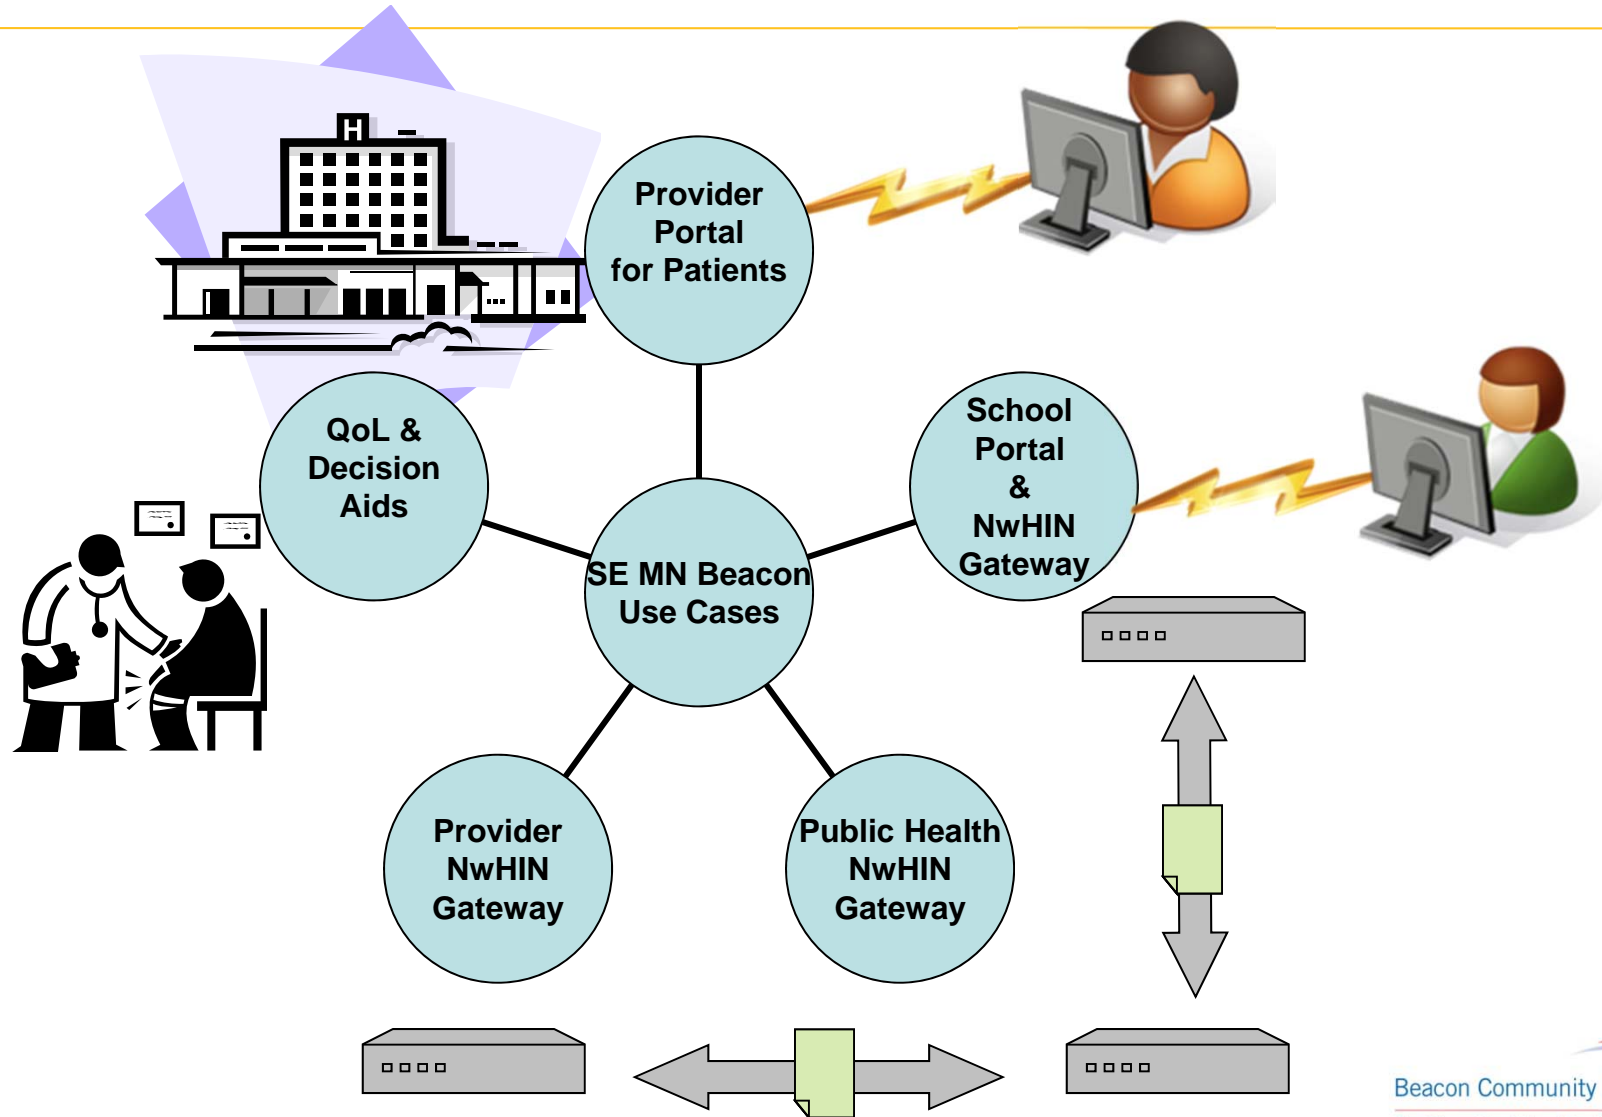 H
Provider
Portal
for Patients
QoL &
Decision
Aids
School
Portal
&
NwHIN
Gateway
SE MN Beacon
Use Cases
Provider
NwHIN
Gateway
Public Health
NwHIN
Gateway
Beacon Community